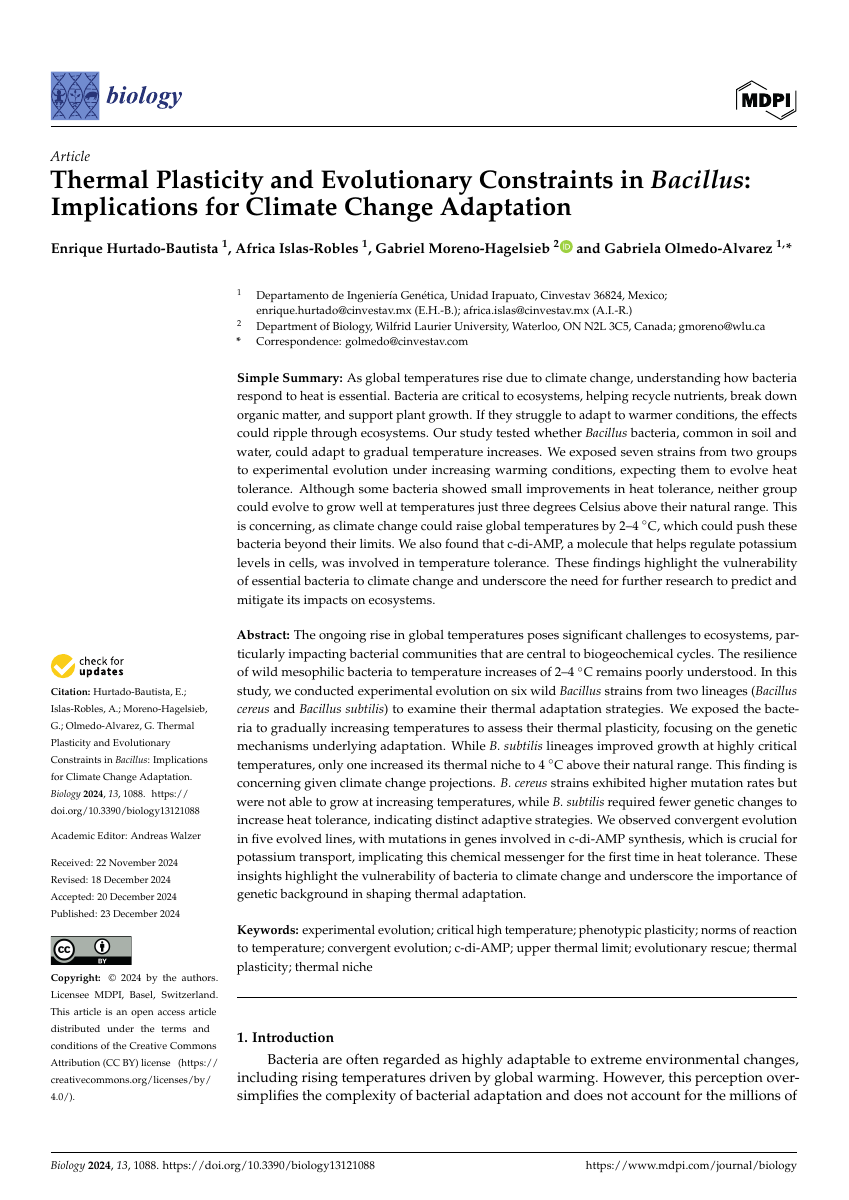 biology
MDPI
Article
Thermal Plasticity and Evolutionary Constraints in Bacillus:
Implications for Climate Change Adaptation
Enrique Hurtado-Bautista 1, Africa Islas-Robles 1, Gabriel Moreno-Hagelsieb 2 iD and Gabriela Olmedo-Alvarez 1,*
1 Departamento de Ingeniería Genética, Unidad Irapuato, Cinvestav 36824, Mexico;
enrique.hurtado@cinvestav.mx (E.H.-B.); africa.islas@cinvestav.mx (A.I.-R.)
2 Department of Biology, Wilfrid Laurier University, Waterloo, ON N2L 3C5, Canada; gmoreno@wlu.ca
* Correspondence: golmedo@cinvestav.com
Simple Summary: As global temperatures rise due to climate change, understanding how bacteria
respond to heat is essential. Bacteria are critical to ecosystems, helping recycle nutrients, break down
organic matter, and support plant growth. If they struggle to adapt to warmer conditions, the effects
could ripple through ecosystems. Our study tested whether Bacillus bacteria, common in soil and
water, could adapt to gradual temperature increases. We exposed seven strains from two groups
to experimental evolution under increasing warming conditions, expecting them to evolve heat
tolerance. Although some bacteria showed small improvements in heat tolerance, neither group
could evolve to grow well at temperatures just three degrees Celsius above their natural range. This
is concerning, as climate change could raise global temperatures by 2–4 °C, which could push these
bacteria beyond their limits. We also found that c-di-AMP, a molecule that helps regulate potassium
levels in cells, was involved in temperature tolerance. These findings highlight the vulnerability
of essential bacteria to climate change and underscore the need for further research to predict and
mitigate its impacts on ecosystems.
Abstract: The ongoing rise in global temperatures poses significant challenges to ecosystems, par-
ticularly impacting bacterial communities that are central to biogeochemical cycles. The resilience
of wild mesophilic bacteria to temperature increases of 2–4 °C remains poorly understood. In this
study, we conducted experimental evolution on six wild Bacillus strains from two lineages (Bacillus
cereus and Bacillus subtilis) to examine their thermal adaptation strategies. We exposed the bacte-
ria to gradually increasing temperatures to assess their thermal plasticity, focusing on the genetic
mechanisms underlying adaptation. While B. subtilis lineages improved growth at highly critical
temperatures, only one increased its thermal niche to 4 °C above their natural range. This finding is
concerning given climate change projections. B. cereus strains exhibited higher mutation rates but
were not able to grow at increasing temperatures, while B. subtilis required fewer genetic changes to
increase heat tolerance, indicating distinct adaptive strategies. We observed convergent evolution
in five evolved lines, with mutations in genes involved in c-di-AMP synthesis, which is crucial for
potassium transport, implicating this chemical messenger for the first time in heat tolerance. These
insights highlight the vulnerability of bacteria to climate change and underscore the importance of
genetic background in shaping thermal adaptation.
Keywords: experimental evolution; critical high temperature; phenotypic plasticity; norms of reaction
to temperature; convergent evolution; c-di-AMP; upper thermal limit; evolutionary rescue; thermal
plasticity; thermal niche
check for
updates
Citation: Hurtado-Bautista, E.;
Islas-Robles, A.; Moreno-Hagelsieb,
G.; Olmedo-Alvarez, G. Thermal
Plasticity and Evolutionary
Constraints in Bacillus: Implications
for Climate Change Adaptation.
Biology 2024, 13, 1088. https://
doi.org/10.3390/biology13121088
Academic Editor: Andreas Walzer
Received: 22 November 2024
Revised: 18 December 2024
Accepted: 20 December 2024
Published: 23 December 2024
cc BY
Copyright: © 2024 by the authors.
Licensee MDPI, Basel, Switzerland.
This article is an open access article
distributed under the terms and
conditions of the Creative Commons
Attribution (CC BY) license (https://
creativecommons.org/licenses/by/
4.0/).
1. Introduction
Bacteria are often regarded as highly adaptable to extreme environmental changes,
including rising temperatures driven by global warming. However, this perception over-
simplifies the complexity of bacterial adaptation and does not account for the millions of
Biology 2024, 13, 1088. https://doi.org/10.3390/biology13121088
https://www.mdpi.com/journal/biology